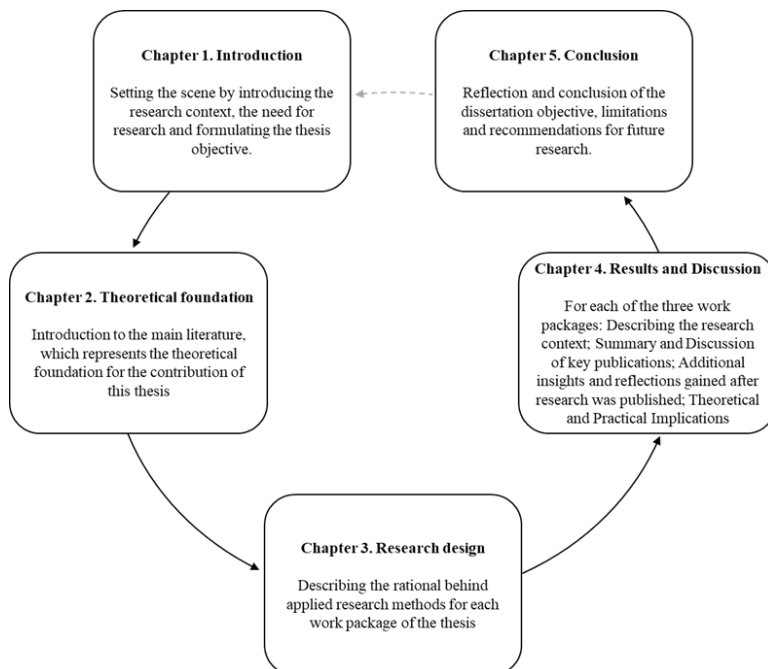 Chapter 1. Introduction
Setting the scene by introducing the
research context, the need for
research and formulating the thesis
objective.
Chapter 2. Theoretical foundation
Introduction to the main literature,
which represents the theoretical
foundation for the contribution of
this thesis
Chapter 3. Research design
Describing the rational behind
applied research methods for each
work package of the thesis
Chapter 4. Results and Discussion
For each of the three work
packages: Describing the research
context; Summary and Discussion
of key publications; Additional
insights and reflections gained after
research was published; Theoretical
and Practical Implications
Chapter 5. Conclusion
Reflection and conclusion of the
dissertation objective, limitations
and recommendations for future
research.